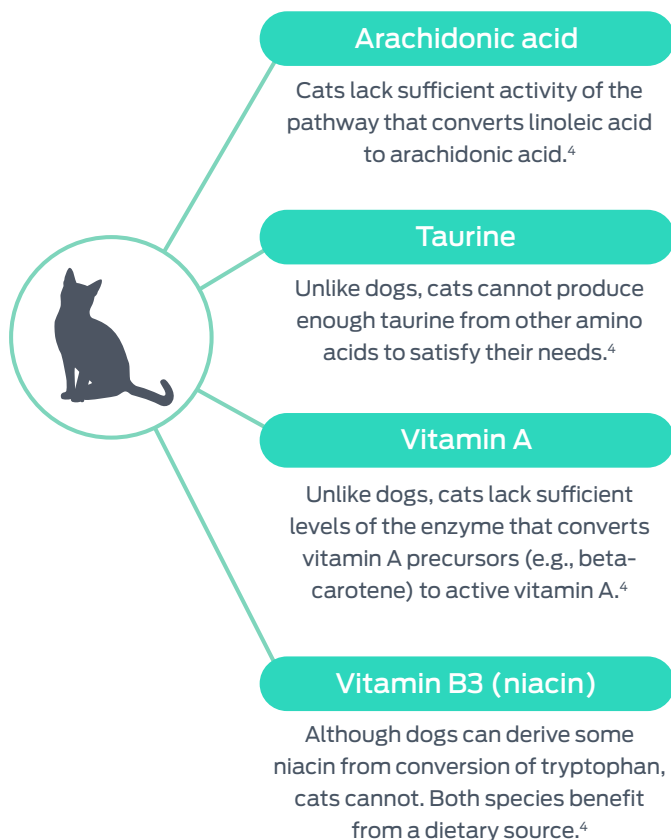 Arachidonic acid
Cats lack sufficient activity of the
pathway that converts linoleic acid
to arachidonic acid.⁴
Taurine
Unlike dogs, cats cannot produce
enough taurine from other amino
acids to satisfy their needs.⁴
Vitamin A
Unlike dogs, cats lack sufficient
levels of the enzyme that converts
vitamin A precursors (e.g., beta-
carotene) to active vitamin A.⁴
Vitamin B3 (niacin)
Although dogs can derive some
niacin from conversion of tryptophan,
cats cannot. Both species benefit
from a dietary source.⁴